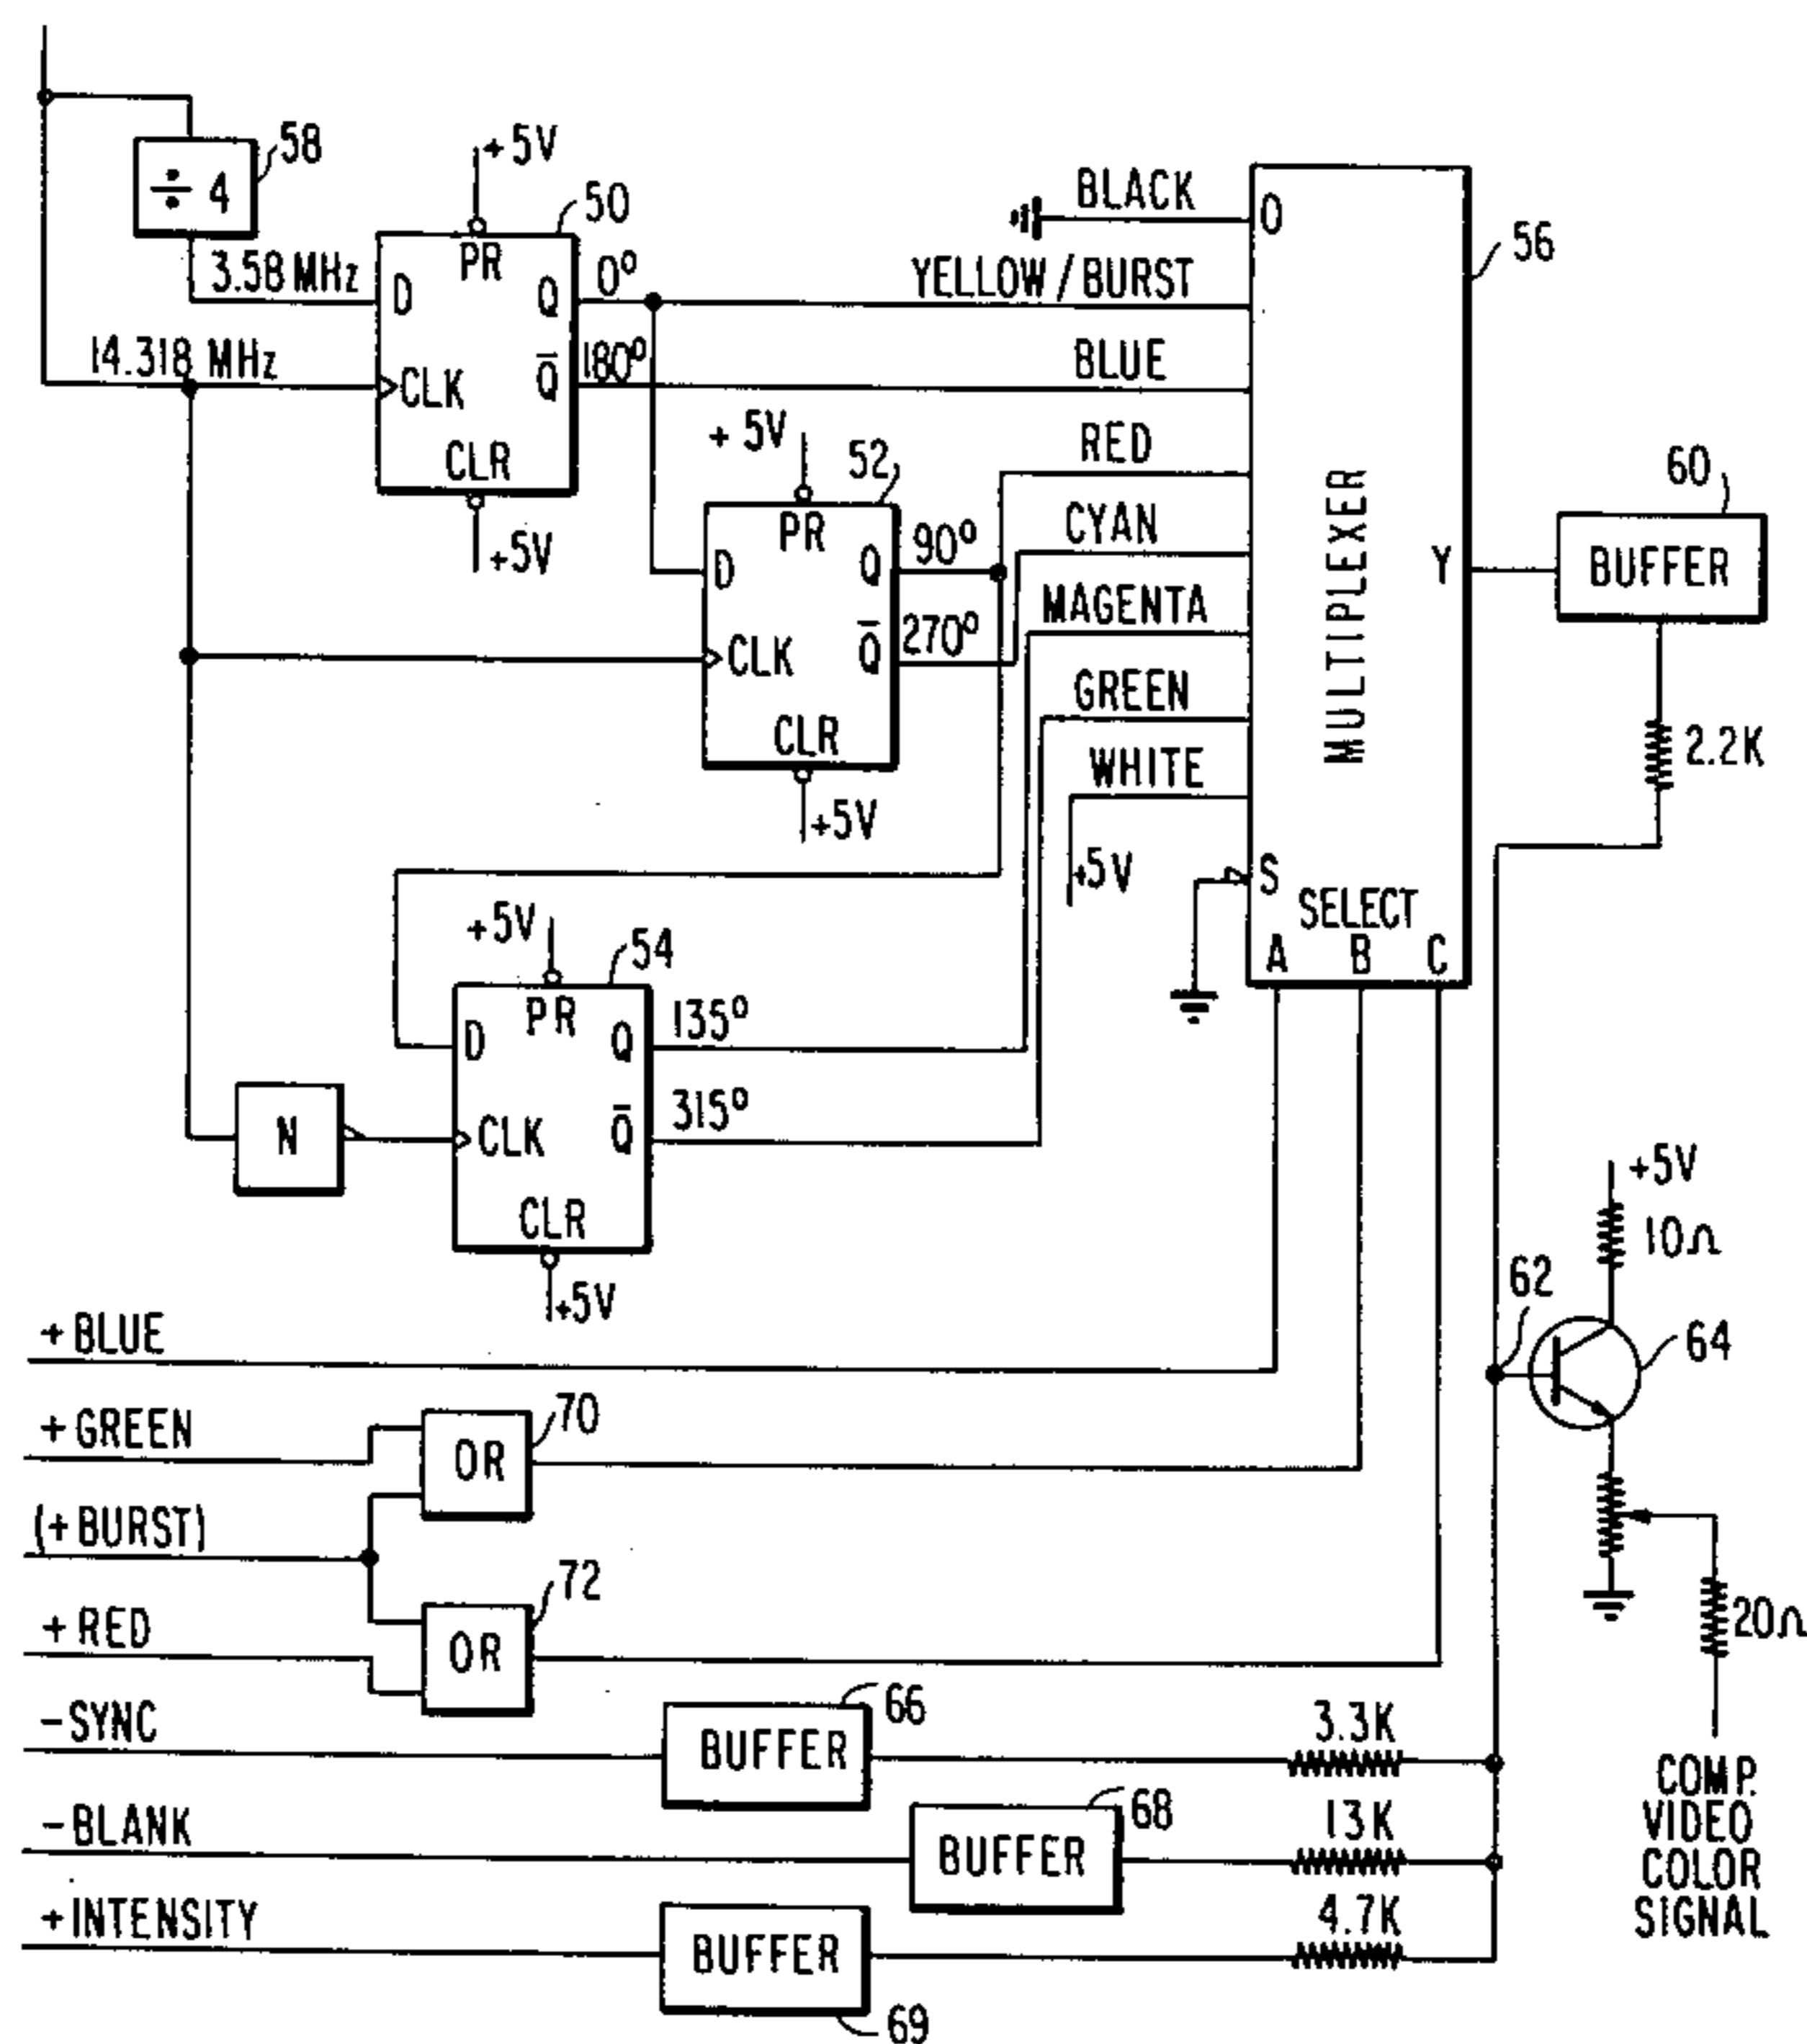 ÷ 4
58
3.58 MHz
14.318 MHz
+5V
50
PR
D
Q
0°
CLK
Q̅
180°
CLR
+5V
+5V
52
PR
D
Q
90°
CLK
Q̅
270°
CLR
+5V
+5V
54
PR
D
Q
135°
N
CLK
Q̅
315°
CLR
+5V
BLACK
YELLOW/BURST
BLUE
RED
CYAN
MAGENTA
GREEN
WHITE
+5V
0
56
MULTIPLEXER
Y
S
SELECT
A B C
60
BUFFER
2.2K
+5V
10Ω
62
64
20Ω
COMP.
VIDEO
COLOR
SIGNAL
+BLUE
+GREEN
70
OR
(+BURST)
72
+RED
OR
-SYNC
66
BUFFER
3.3K
-BLANK
68
BUFFER
13K
+INTENSITY
BUFFER
69
4.7K